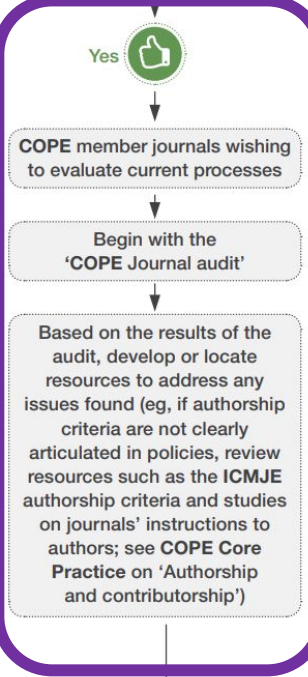 Yes
COPE member journals wishing
to evaluate current processes
Begin with the
‘COPE Journal audit’
Based on the results of the
audit, develop or locate
resources to address any
issues found (eg, if authorship
criteria are not clearly
articulated in policies, review
resources such as the ICMJE
authorship criteria and studies
on journals’ instructions to
authors; see COPE Core
Practice on ‘Authorship
and contributorship’)